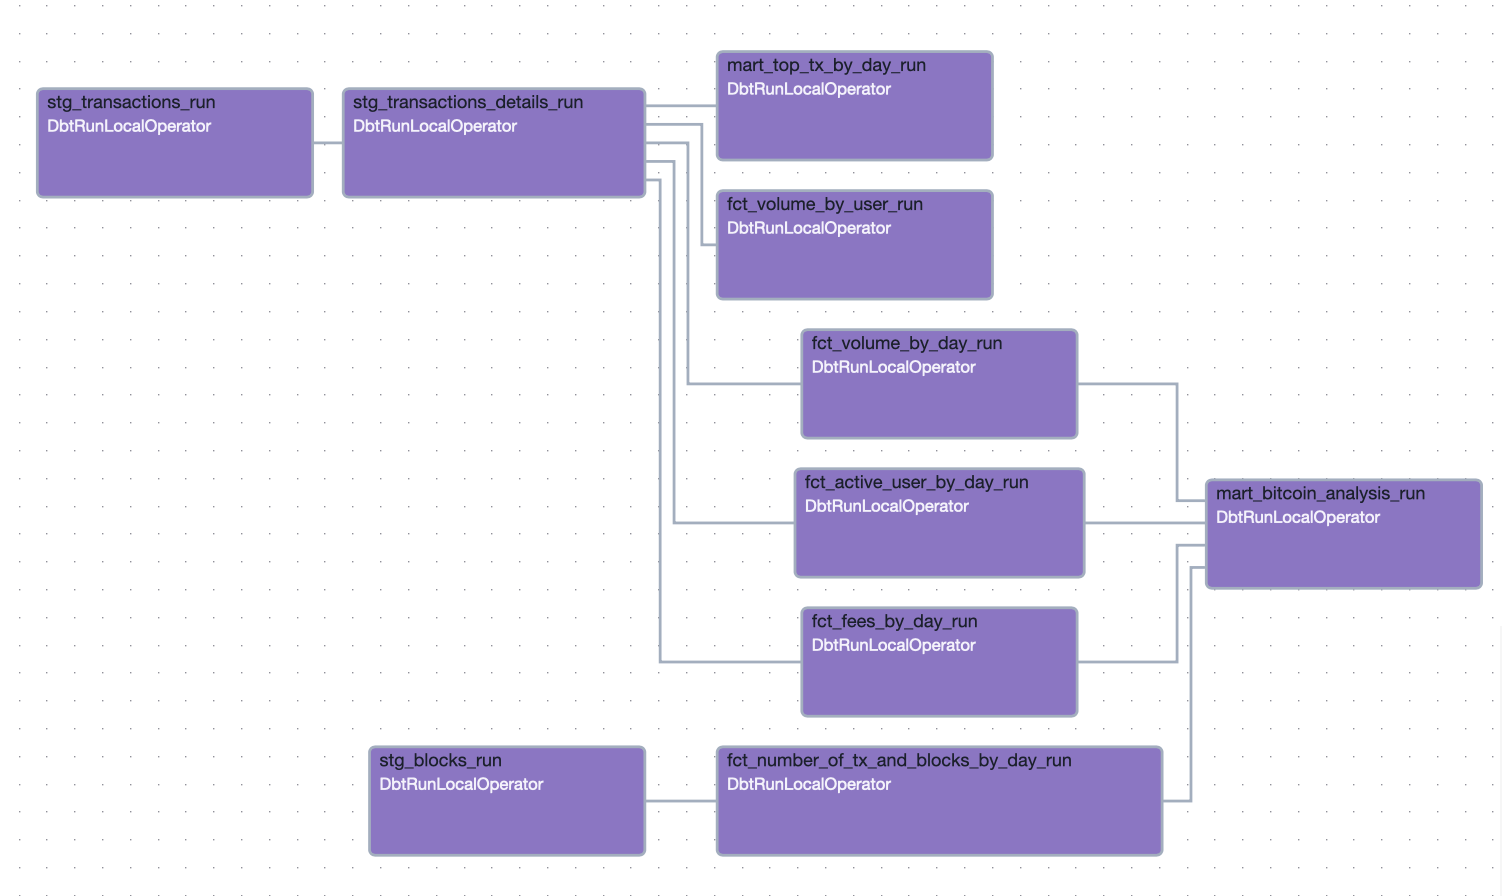 stg_transactions_run
DbtRunLocalOperator
stg_transactions_details_run
DbtRunLocalOperator
mart_top_tx_by_day_run
DbtRunLocalOperator
fct_volume_by_user_run
DbtRunLocalOperator
fct_volume_by_day_run
DbtRunLocalOperator
fct_active_user_by_day_run
DbtRunLocalOperator
mart_bitcoin_analysis_run
DbtRunLocalOperator
fct_fees_by_day_run
DbtRunLocalOperator
stg_blocks_run
DbtRunLocalOperator
fct_number_of_tx_and_blocks_by_day_run
DbtRunLocalOperator